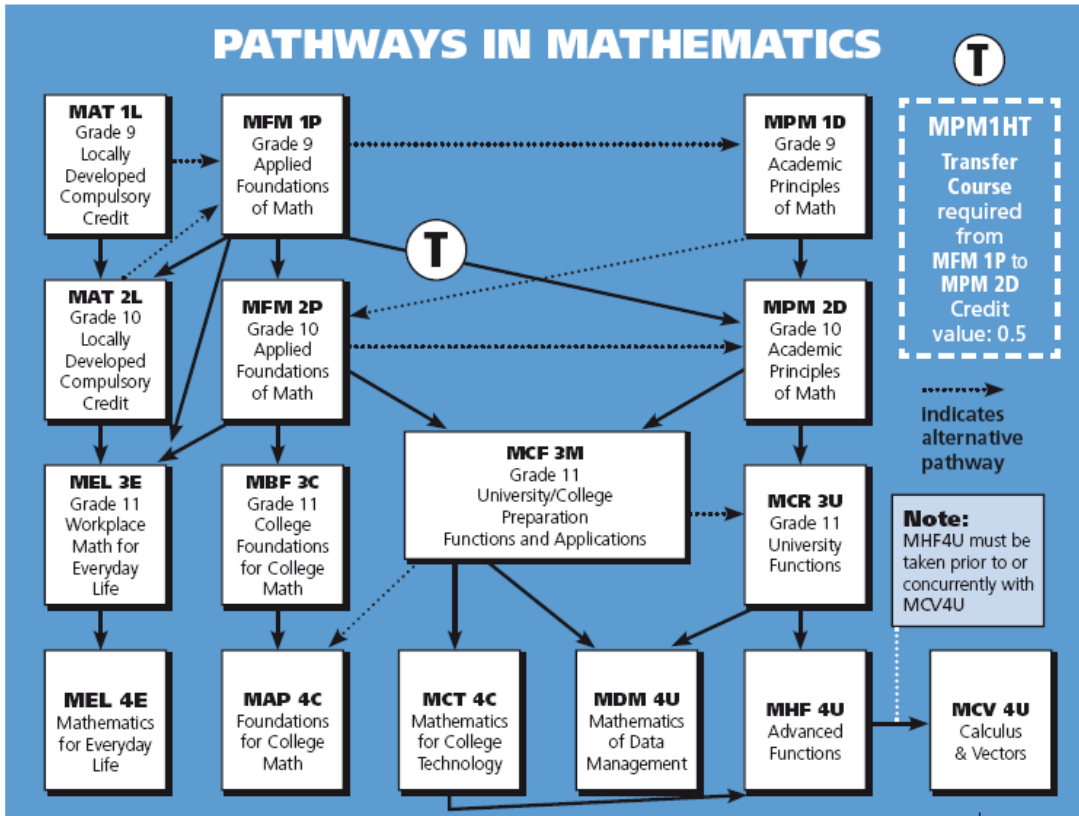 PATHWAYS IN MATHEMATICS
T
MAT 1L
Grade 9
Locally
Developed
Compulsory
Credit
MFM 1P
Grade 9
Applied
Foundations
of Math
MPM 1D
Grade 9
Academic
Principles
of Math
MPM1HT
Transfer
Course
required
from
MFM 1P to
MPM 2D
Credit
value: 0.5
T
MAT 2L
Grade 10
Locally
Developed
Compulsory
Credit
MFM 2P
Grade 10
Applied
Foundations
of Math
MPM 2D
Grade 10
Academic
Principles
of Math
indicates
alternative
pathway
MEL 3E
Grade 11
Workplace
Math for
Everyday
Life
MBF 3C
Grade 11
College
Foundations
for College
Math
MCF 3M
Grade 11
University/College
Preparation
Functions and Applications
MCR 3U
Grade 11
University
Functions
Note:
MHF4U must be
taken prior to or
concurrently with
MCV4U
MEL 4E
Mathematics
for Everyday
Life
MAP 4C
Foundations
for College
Math
MCT 4C
Mathematics
for College
Technology
MDM 4U
Mathematics
of Data
Management
MHF 4U
Advanced
Functions
MCV 4U
Calculus
& Vectors